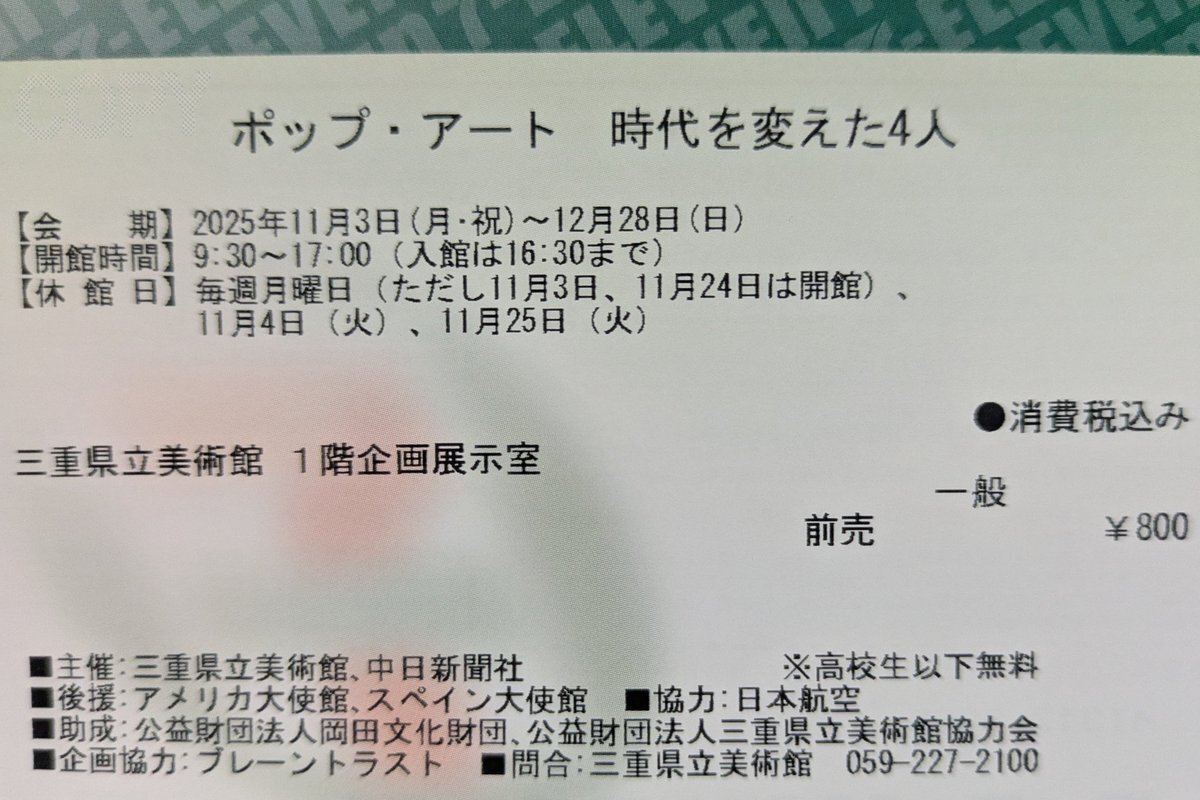 7-ELEVEN
COPY
ポップ・アート　時代を変えた4人
【会　　期】2025年11月3日(月・祝)～12月28日(日)
【開館時間】9:30～17:00（入館は16:30まで）
【休 館 日】毎週月曜日（ただし11月3日、11月24日は開館）、
11月4日（火）、11月25日（火）
●消費税込み
三重県立美術館　1階企画展示室
一般
前売　￥800
■主催:三重県立美術館、中日新聞社　※高校生以下無料
■後援:アメリカ大使館、スペイン大使館　■協力:日本航空
■助成:公益財団法人岡田文化財団、公益財団法人三重県立美術館協力会
■企画協力:ブレーントラスト　■問合:三重県立美術館　059-227-2100